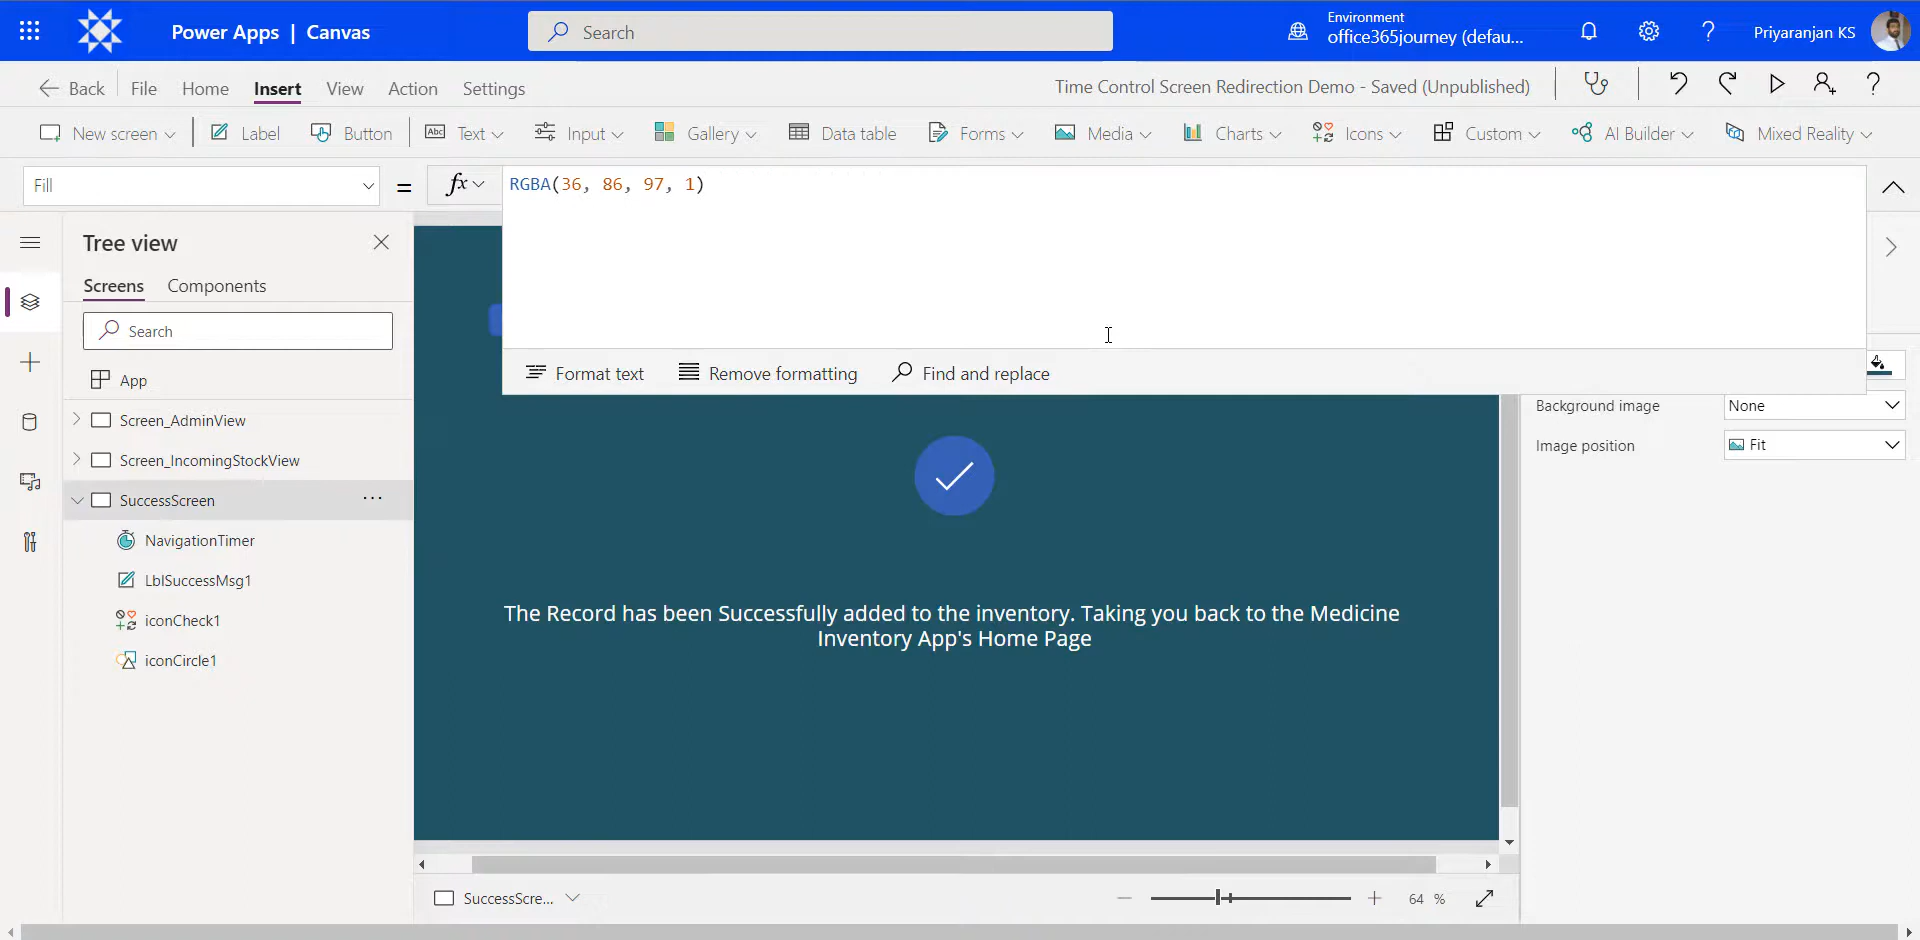 Power Apps | Canvas
Search
Environment
office365journey (defau...
?
Priyaranjan KS
Back
File
Home
Insert
View
Action
Settings
Time Control Screen Redirection Demo - Saved (Unpublished)
?
New screen
Label
Button
Abc
Text
Input
Gallery
Data table
Forms
Media
Charts
Icons
Custom
AI Builder
Mixed Reality
Fill
=
fx
RGBA(36, 86, 97, 1)
Tree view
Screens
Components
Search
App
Format text
Remove formatting
Find and replace
Screen_AdminView
Screen_IncomingStockView
SuccessScreen
...
NavigationTimer
LblSuccessMsg1
iconCheck1
iconCircle1
The Record has been Successfully added to the inventory. Taking you back to the Medicine
Inventory App's Home Page
Background image
None
Image position
Fit
SuccessScre...
64 %